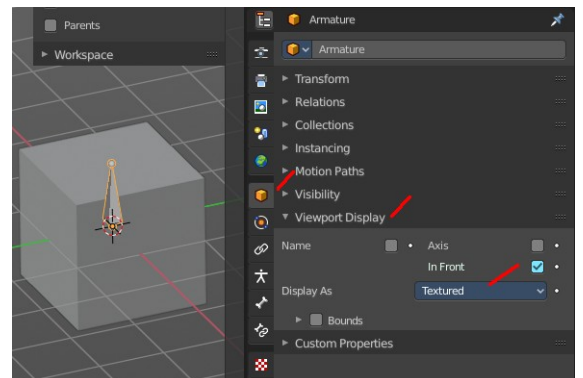 Parents
Workspace
Armature
Armature
Transform
Relations
Collections
Instancing
Motion Paths
Visibility
Viewport Display
Name Axis
In Front
Display As Textured
Bounds
Custom Properties